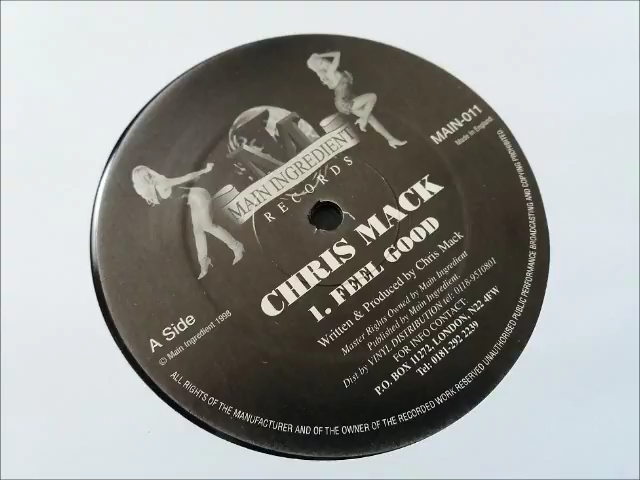 MAIN INGREDIENT
RECORDS
MAIN-011
Made in England
CHRIS MACK
1. FEEL GOOD
A Side
© Main Ingredient 1998
Written & Produced by Chris Mack
Master Rights Owned by Main Ingredient
Published by Main Ingredient.
Dist by VINYL DISTRIBUTION tel: 0118-9510801
FOR INFO CONTACT:
P.O. BOX 11272, LONDON, N22 4FW
Tel: 0181-292 2239
ALL RIGHTS OF THE MANUFACTURER AND OF THE OWNER OF THE RECORDED WORK RESERVED UNAUTHORISED PUBLIC PERFORMANCE BROADCASTING AND COPYING PROHIBITED